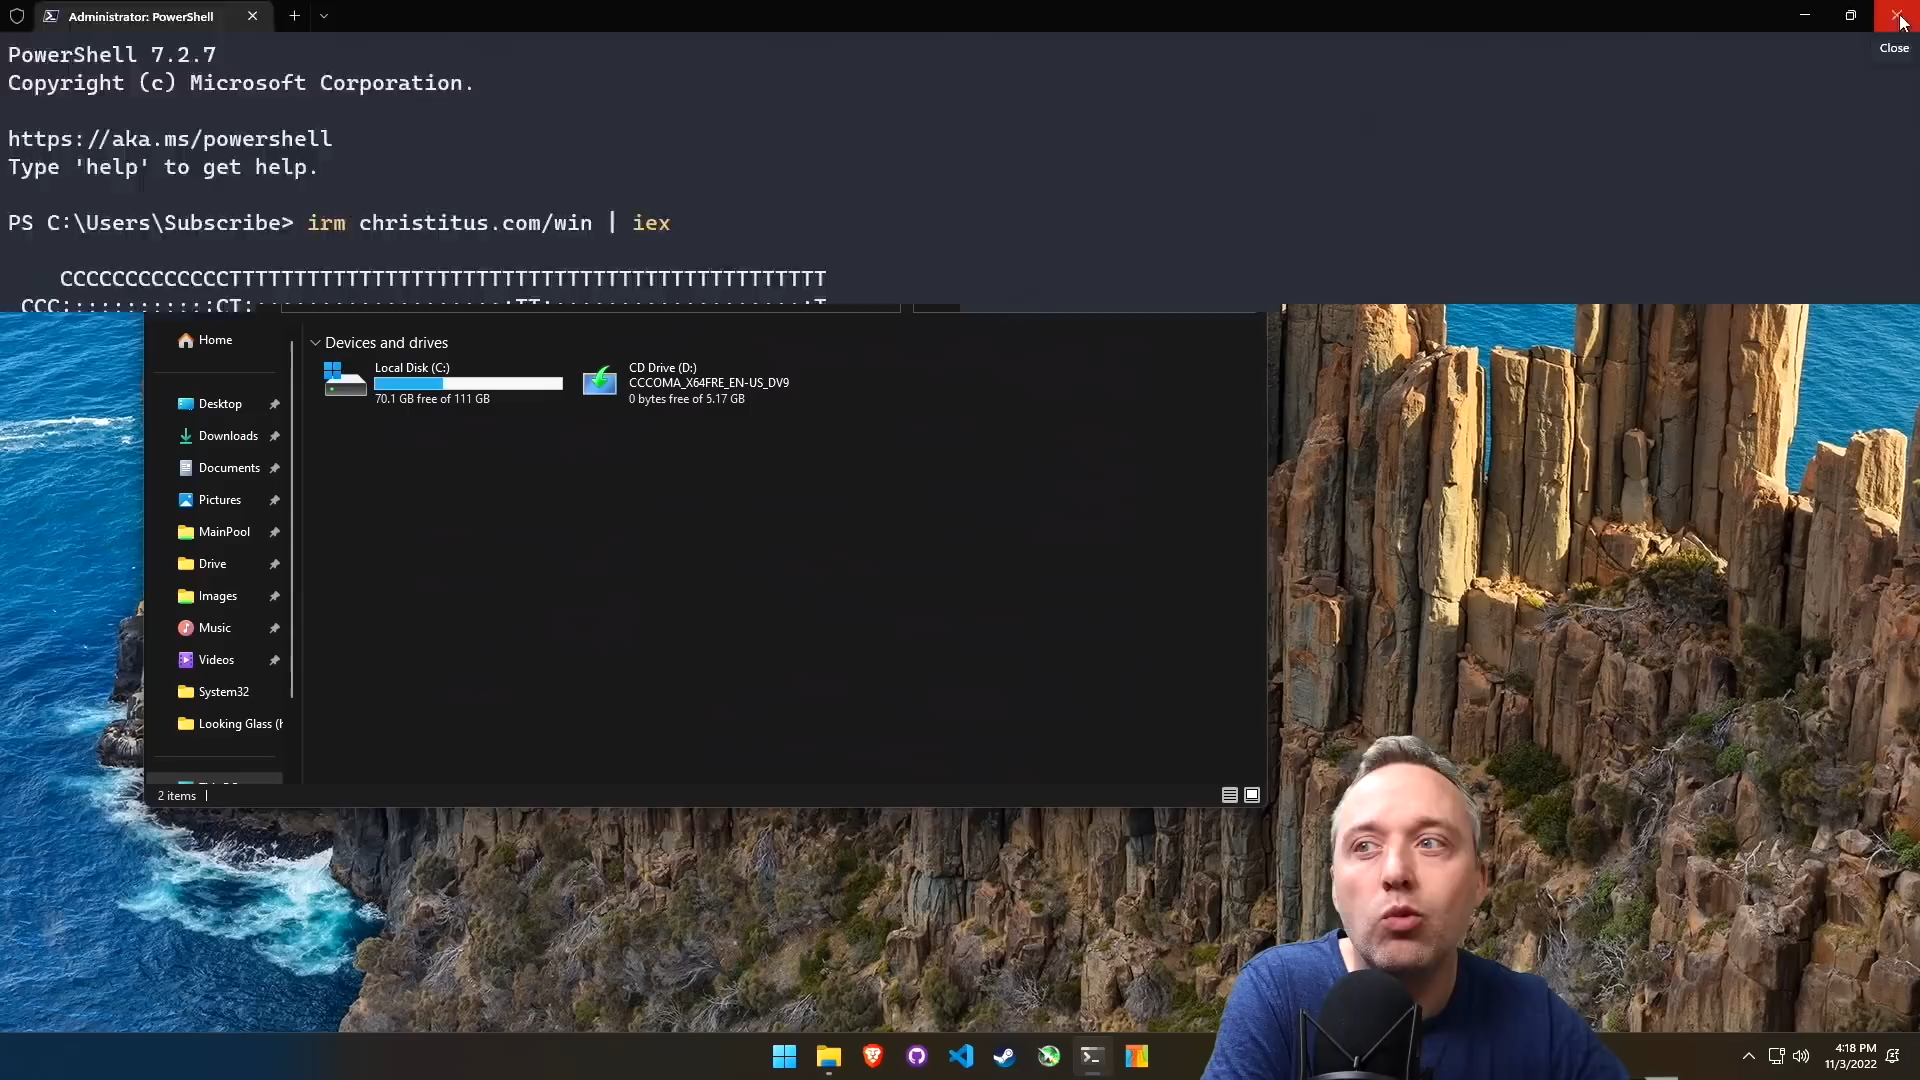 Administrator: PowerShell
Close
PowerShell 7.2.7
Copyright (c) Microsoft Corporation.
https://aka.ms/powershell
Type 'help' to get help.
PS C:\Users\Subscribe> irm christitus.com/win | iex
CCCCCCCCCCCCCTTTTTTTTTTTTTTTTTTTTTTTTTTTTTTTTTTTTTTTTTTTTTT
Home
Desktop
Downloads
Documents
Pictures
MainPool
Drive
Images
Music
Videos
System32
Looking Glass (h
Devices and drives
Local Disk (C:)
70.1 GB free of 111 GB
CD Drive (D:)
CCCOMA_X64FRE_EN-US_DV9
0 bytes free of 5.17 GB
2 items
4:18 PM
11/3/2022